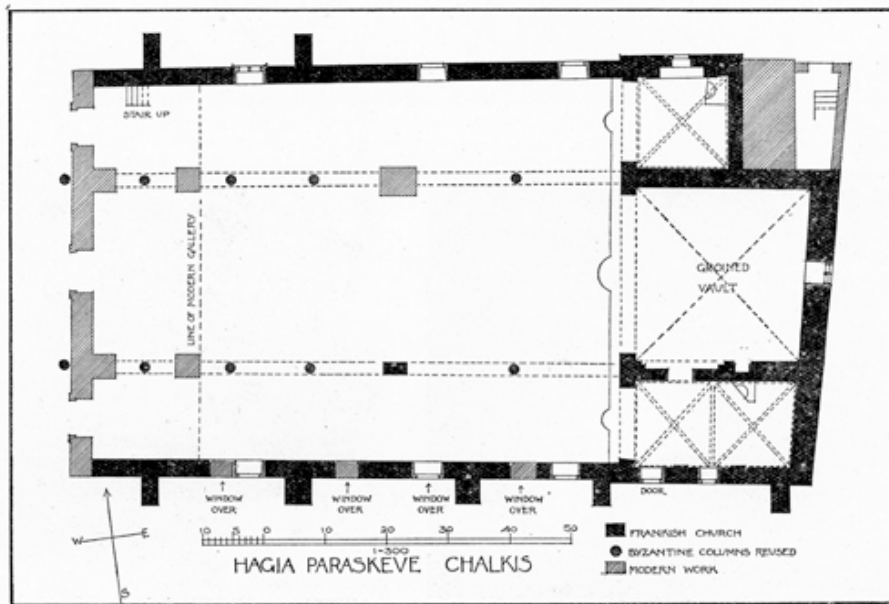 STAIR UP
LINE OF MODERN GALLERY
GROINED
VAULT
WINDOW
OVER
WINDOW
OVER
WINDOW
OVER
WINDOW
OVER
DOOR
W E
S
10 5 0 10 20 30 40 50
1-300
HAGIA PARASKEVE CHALKIS
FRANKISH CHURCH
BYZANTINE COLUMNS REUSED
MODERN WORK